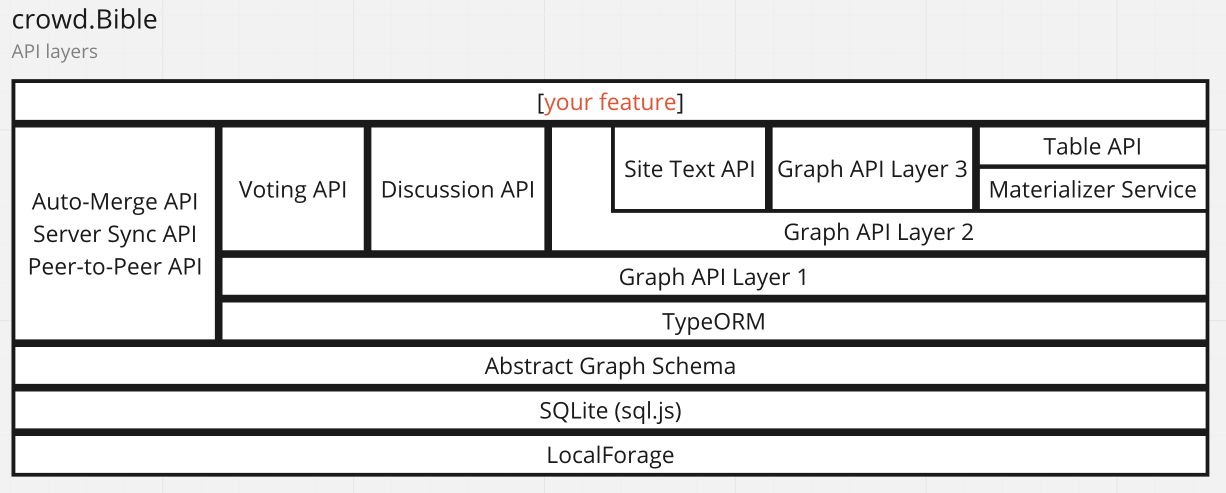 crowd.Bible
API layers
[your feature]
Auto-Merge API
Server Sync API
Peer-to-Peer API
Voting API
Discussion API
Site Text API
Graph API Layer 3
Table API
Materializer Service
Graph API Layer 2
Graph API Layer 1
TypeORM
Abstract Graph Schema
SQLite (sql.js)
LocalForage